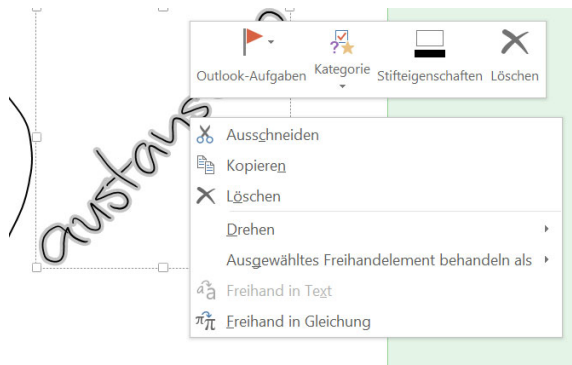 Outlook-Aufgaben Kategorie Stifteigenschaften Löschen
Ausschneiden
Kopieren
Löschen
Drehen
Ausgewähltes Freihandelement behandeln als
Freihand in Text
Freihand in Gleichung